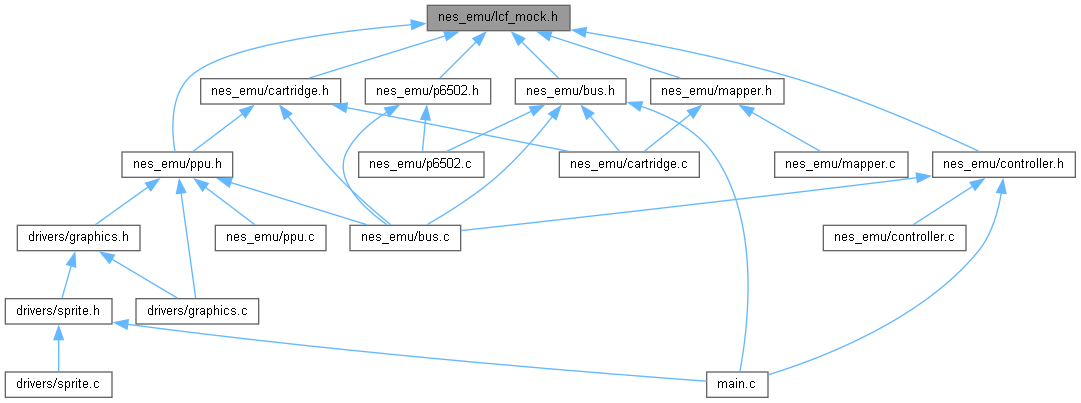 nes_emu/lcf_mock.h
nes_emu/cartridge.h
nes_emu/p6502.h
nes_emu/bus.h
nes_emu/mapper.h
nes_emu/ppu.h
nes_emu/p6502.c
nes_emu/cartridge.c
nes_emu/mapper.c
nes_emu/controller.h
drivers/graphics.h
nes_emu/ppu.c
nes_emu/bus.c
nes_emu/controller.c
drivers/sprite.h
drivers/graphics.c
drivers/sprite.c
main.c